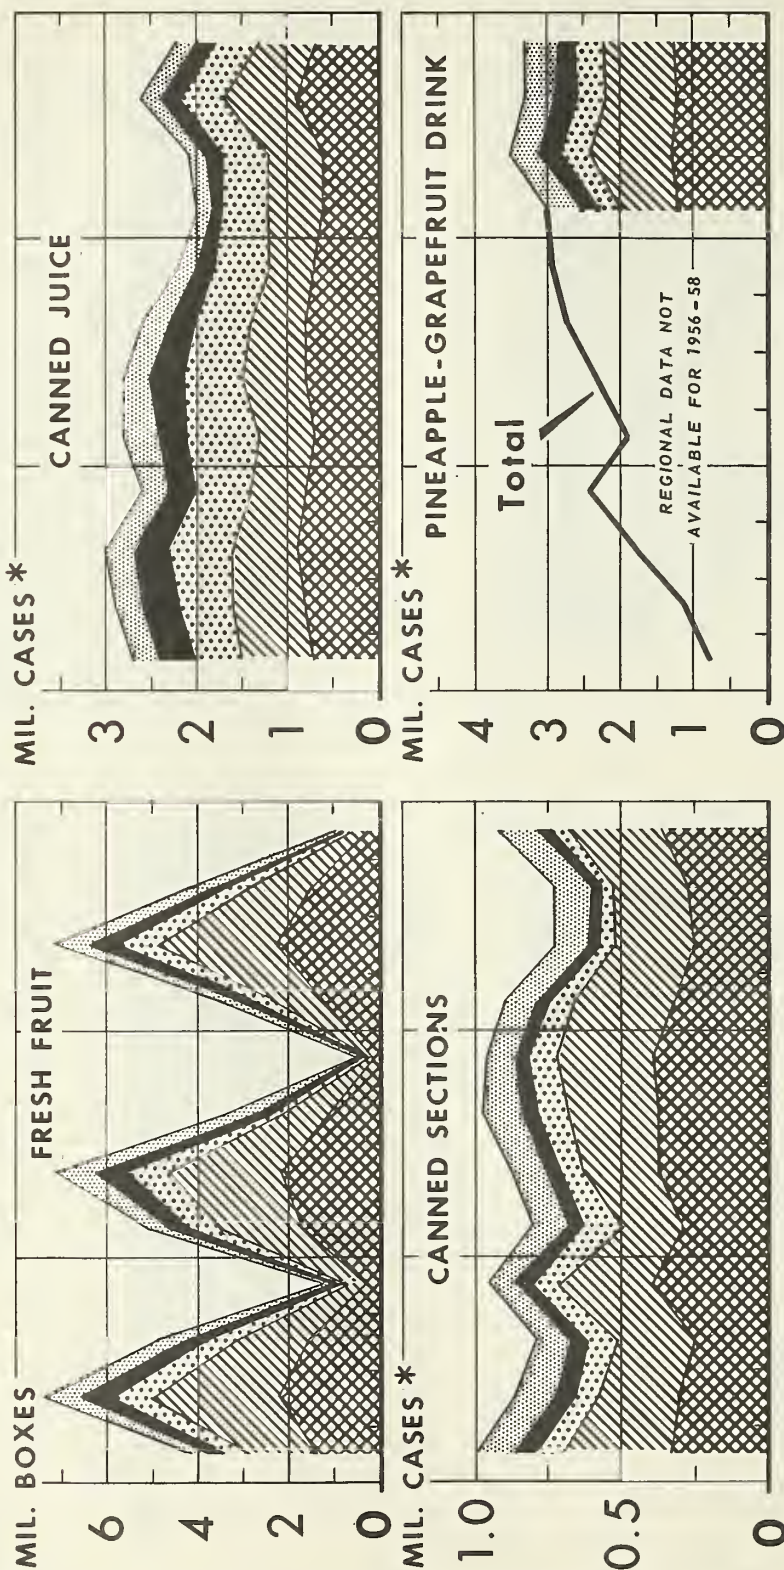 MIL. BOXES
FRESH FRUIT
6
4
2
0
MIL. CASES *
CANNED JUICE
3
2
1
0
MIL. CASES *
CANNED SECTIONS
1.0
0.5
0
MIL. CASES *
PINEAPPLE-GRAPEFRUIT DRINK
4
3
2
1
0
Total
REGIONAL DATA NOT
AVAILABLE FOR 1956-58